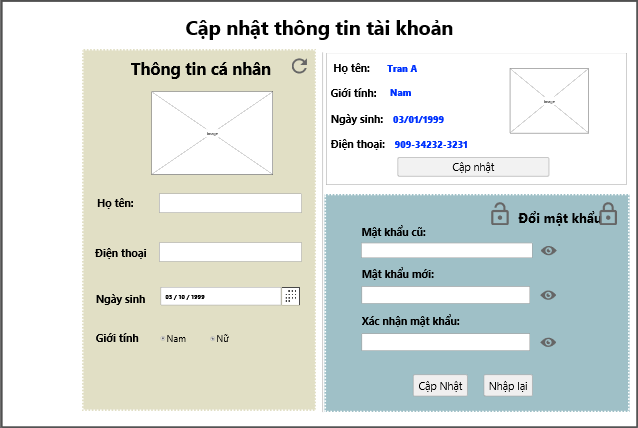 Cập nhật thông tin tài khoản
Thông tin cá nhân
Image
Họ tên:
Điện thoại
Ngày sinh
03 / 10 / 1999
Giới tính
Nam
Nữ
Họ tên:
Tran A
Giới tính:
Nam
Ngày sinh:
03/01/1999
Điện thoại:
909-34232-3231
Image
Cập nhật
Đổi mật khẩu
Mật khẩu cũ:
Mật khẩu mới:
Xác nhận mật khẩu:
Cập Nhật
Nhập lại